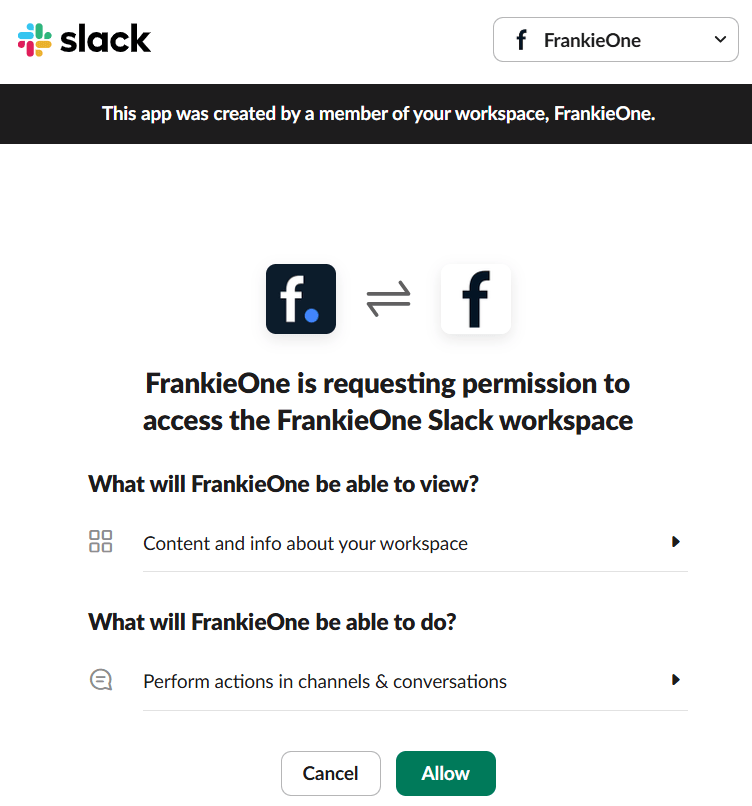 slack
f FrankieOne
This app was created by a member of your workspace, FrankieOne.
f. f
FrankieOne is requesting permission to
access the FrankieOne Slack workspace
What will FrankieOne be able to view?
Content and info about your workspace
What will FrankieOne be able to do?
Perform actions in channels & conversations
Cancel Allow